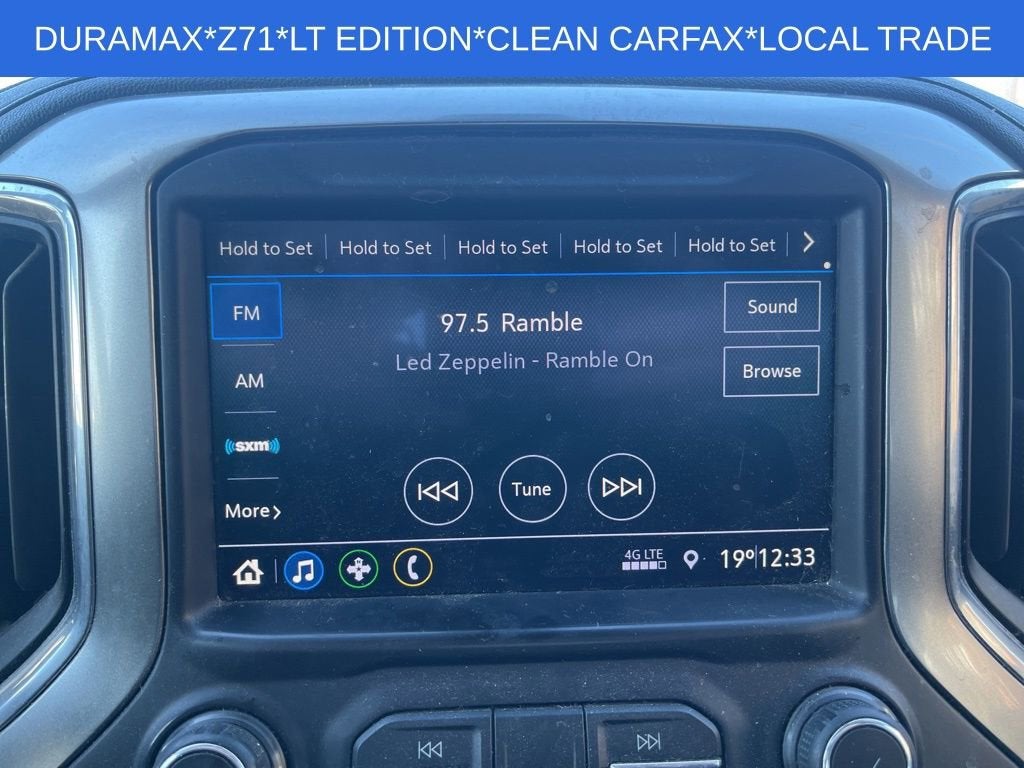 DURAMAX*Z71*LT EDITION*CLEAN CARFAX*LOCAL TRADE
Hold to Set Hold to Set Hold to Set Hold to Set Hold to Set
FM
97.5 Ramble
Sound
Led Zeppelin - Ramble On
AM
Browse
sxm
Tune
More
4G LTE
19° 12:33